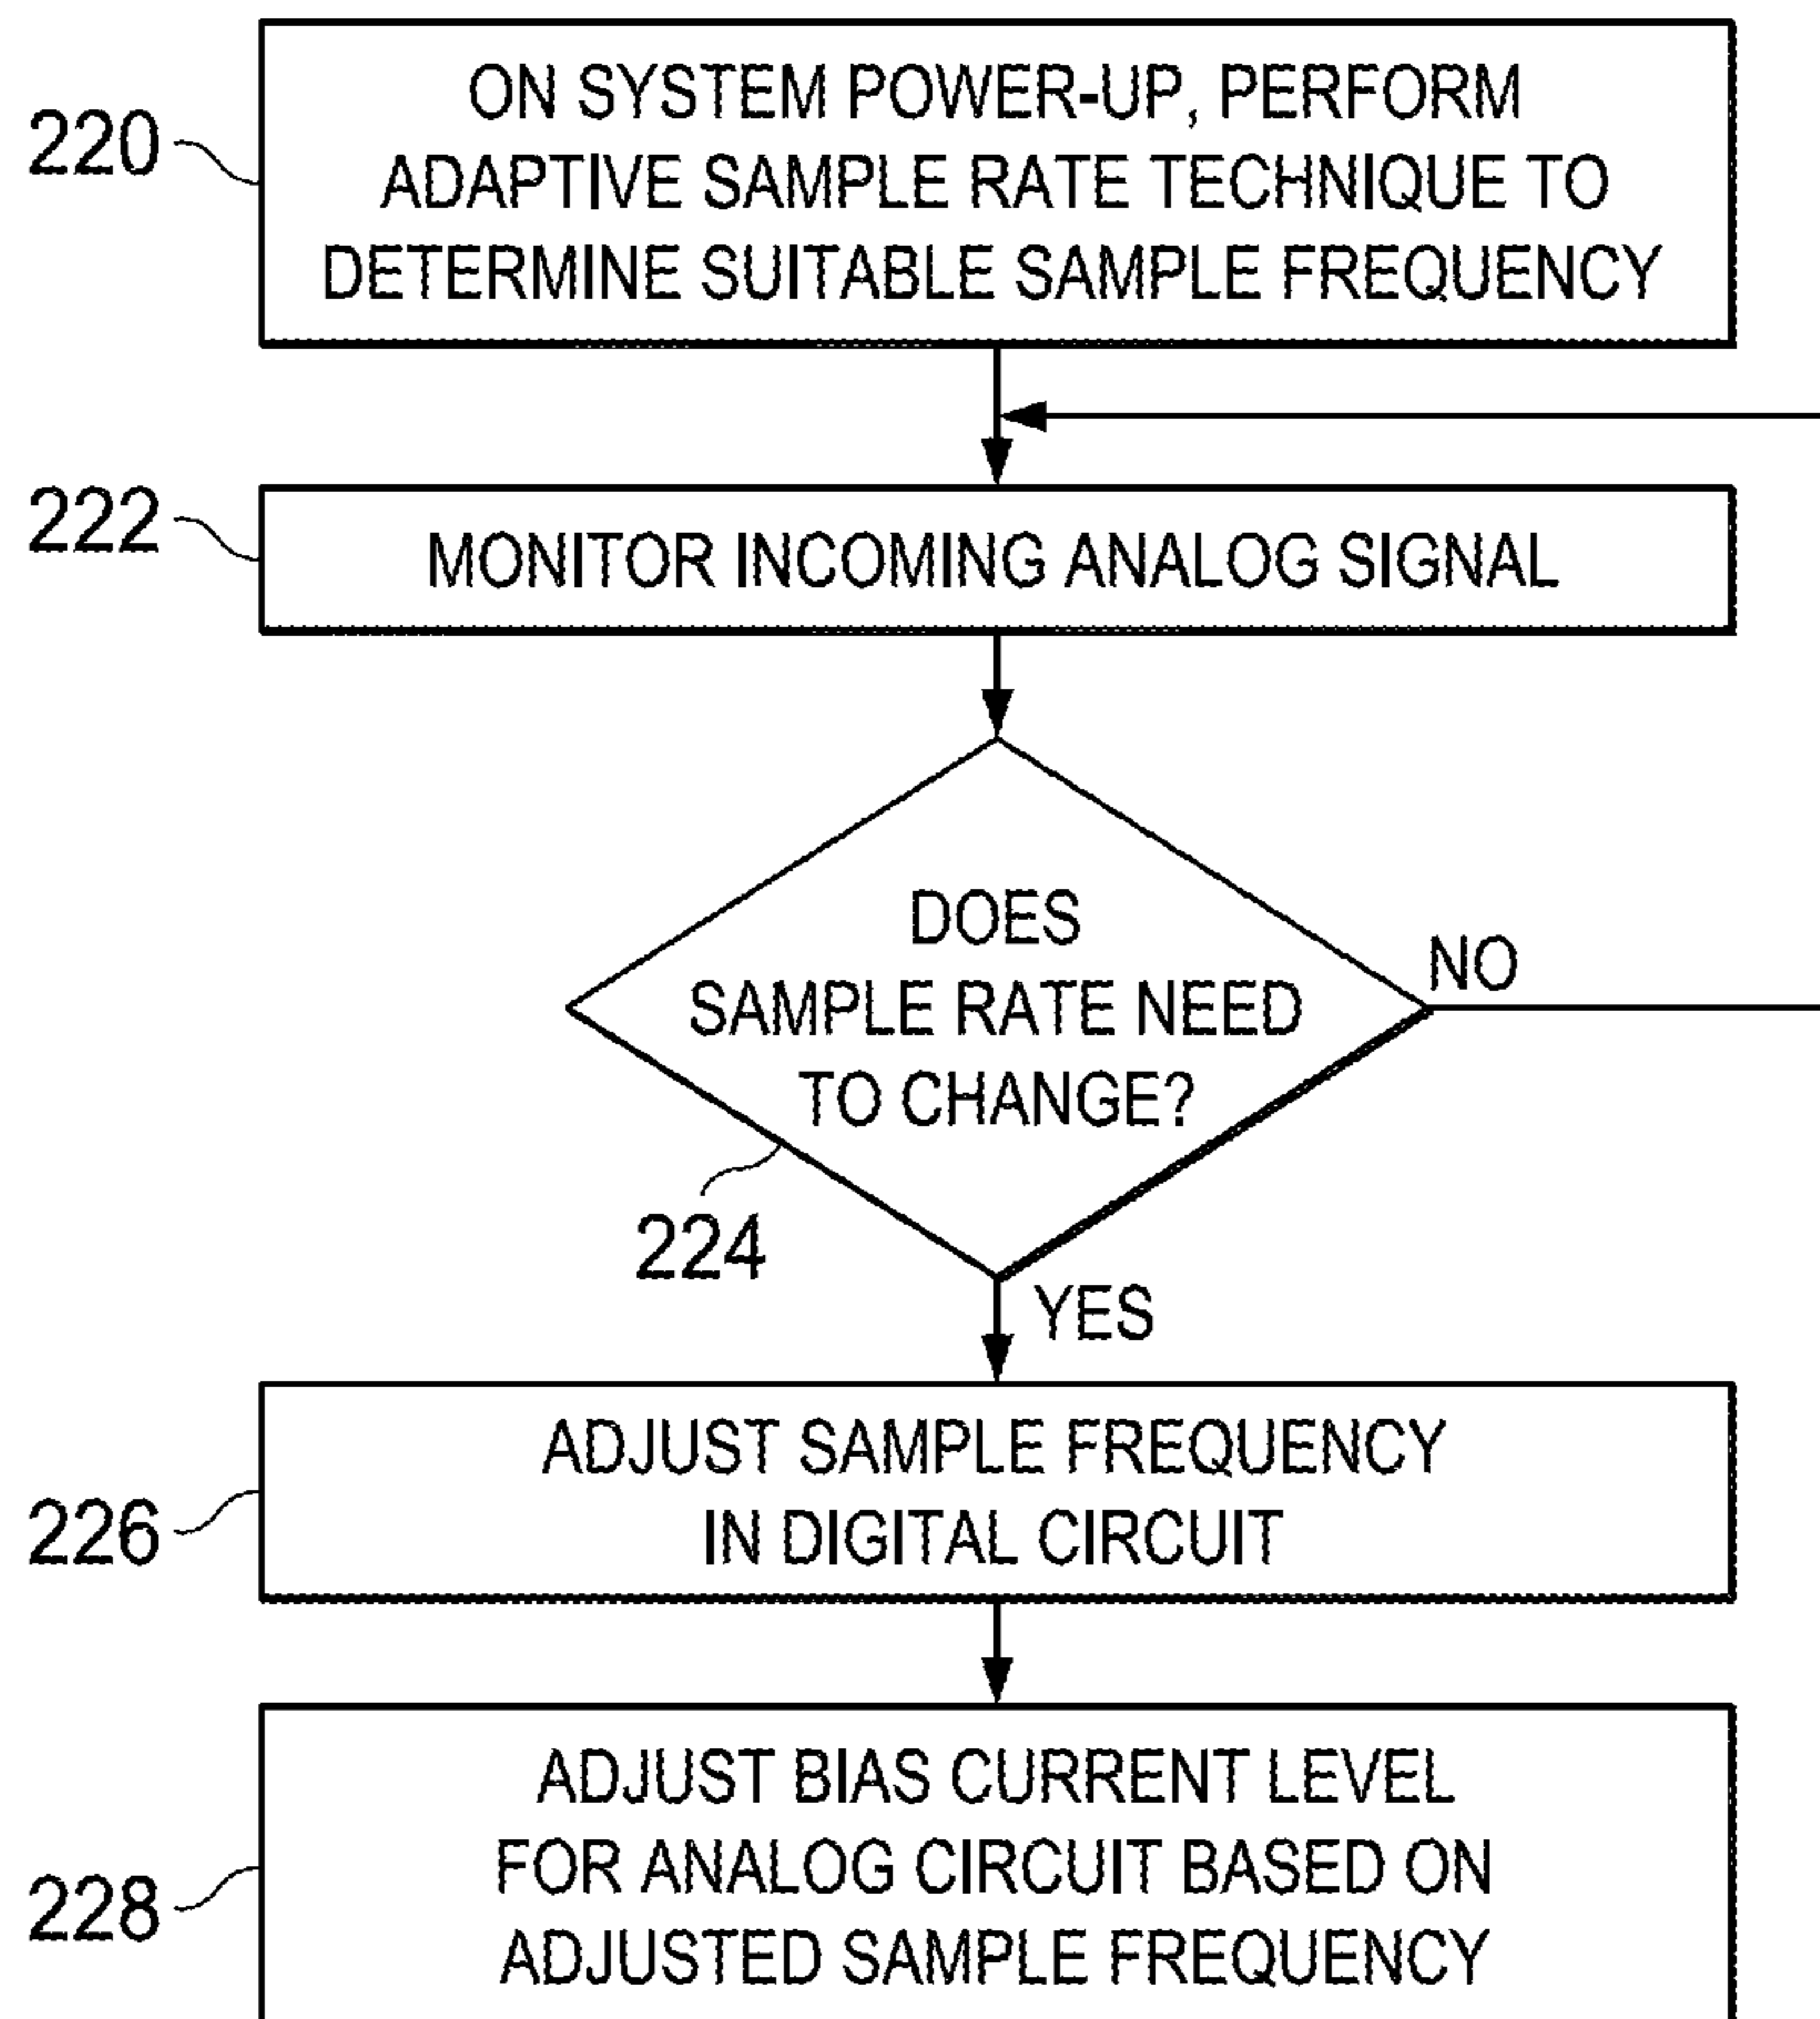 220
ON SYSTEM POWER-UP, PERFORM
ADAPTIVE SAMPLE RATE TECHNIQUE TO
DETERMINE SUITABLE SAMPLE FREQUENCY
222
MONITOR INCOMING ANALOG SIGNAL
DOES
SAMPLE RATE NEED
TO CHANGE?
NO
224
YES
226
ADJUST SAMPLE FREQUENCY
IN DIGITAL CIRCUIT
228
ADJUST BIAS CURRENT LEVEL
FOR ANALOG CIRCUIT BASED ON
ADJUSTED SAMPLE FREQUENCY